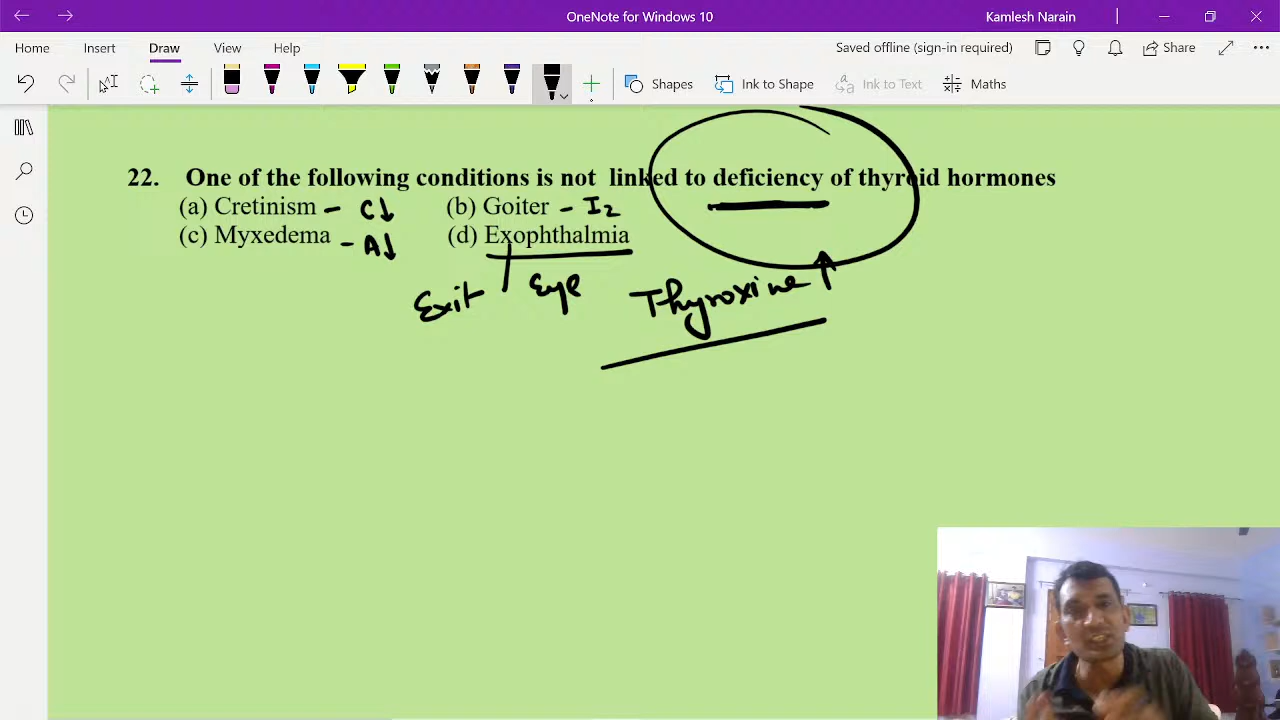 OneNote for Windows 10
Kamlesh Narain
Home Insert Draw View Help
Saved offline (sign-in required)
Share
Shapes
Ink to Shape
Ink to Text
Maths
22. One of the following conditions is not linked to deficiency of thyroid hormones
(a) Cretinism - C↓ (b) Goiter - I2
(c) Myxedema - A↓ (d) Exophthalmia
Exit Eye Thyroxine ↑